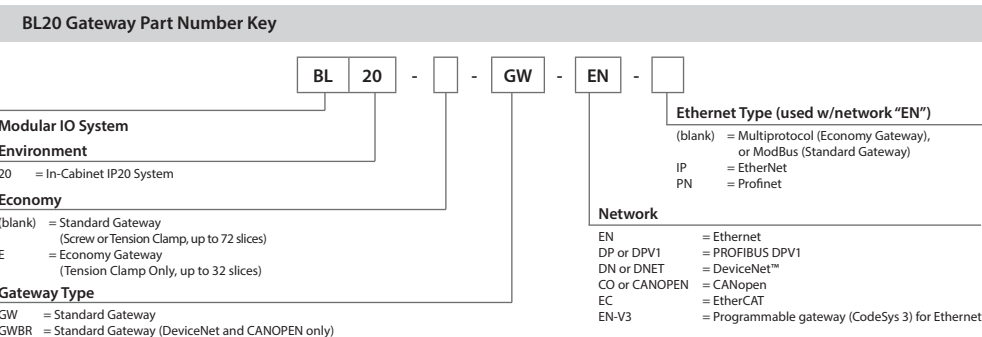 BL20 Gateway Part Number Key
BL 20 - - GW - EN -
Modular IO System
Environment
20 = In-Cabinet IP20 System
Economy
(blank) = Standard Gateway
(Screw or Tension Clamp, up to 72 slices)
E = Economy Gateway
(Tension Clamp Only, up to 32 slices)
Gateway Type
GW = Standard Gateway
GWBR = Standard Gateway (DeviceNet and CANOPEN only)
Ethernet Type (used w/network “EN”)
(blank) = Multiprotocol (Economy Gateway),
or ModBus (Standard Gateway)
IP = EtherNet
PN = Profinet
Network
EN = Ethernet
DP or DPV1 = PROFIBUS DPV1
DN or DNET = DeviceNet™
CO or CANOPEN = CANopen
EC = EtherCAT
EN-V3 = Programmable gateway (CodeSys 3) for Ethernet